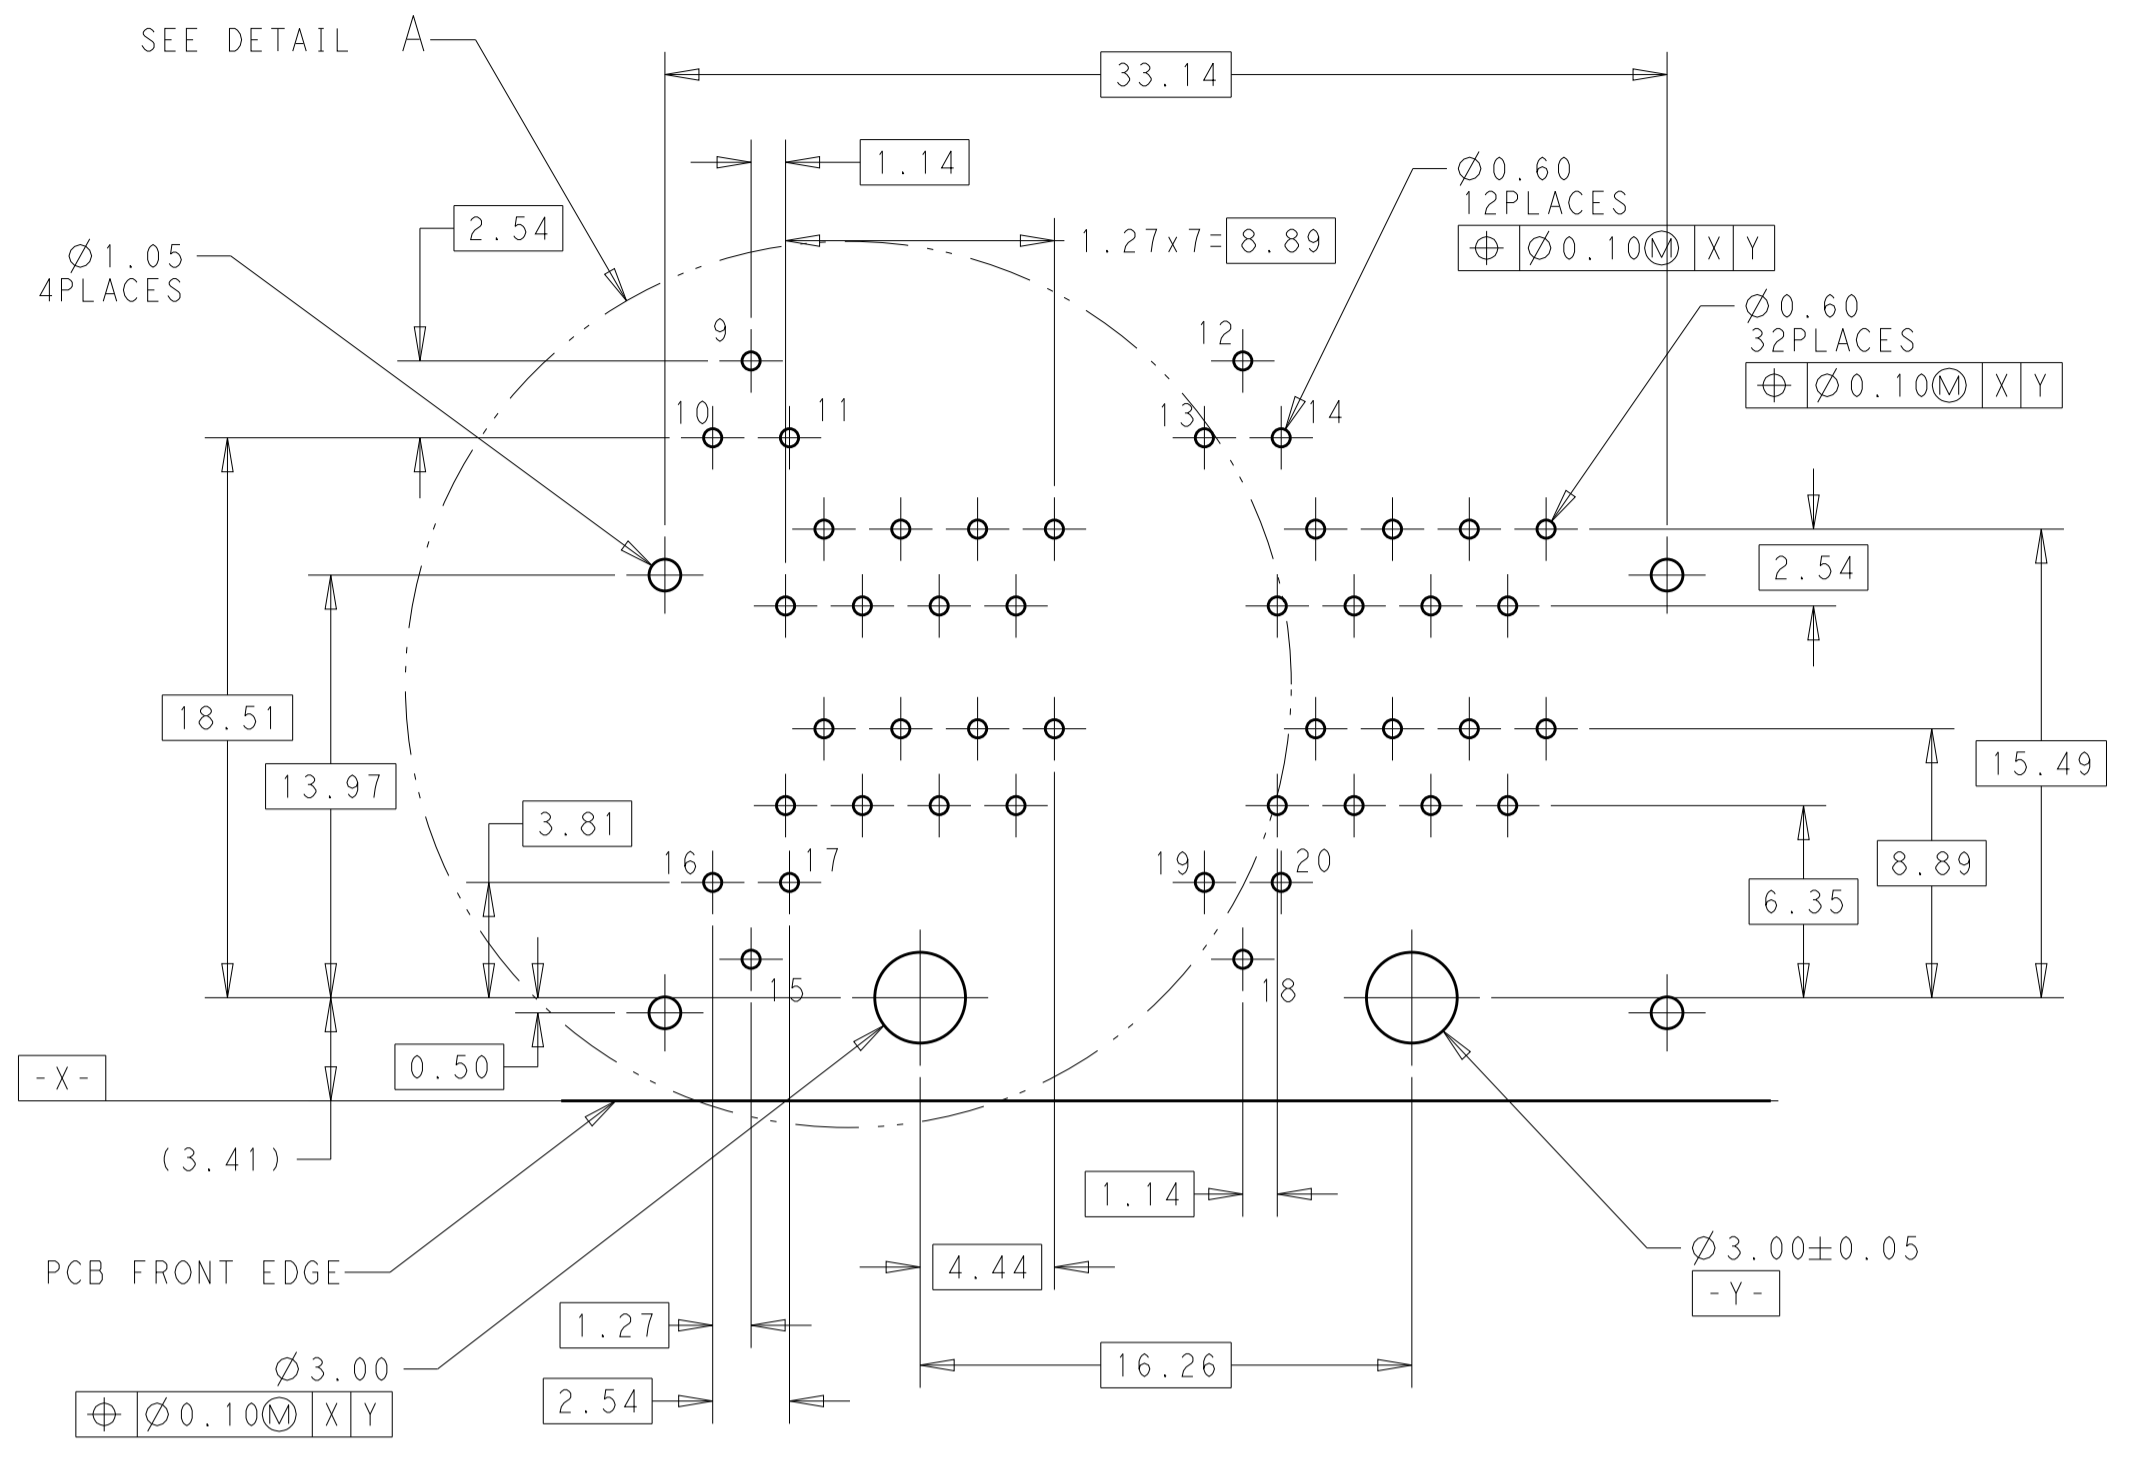 SEE DETAIL A
33.14
1.14
Ø0.60
12PLACES
⌖ Ø0.10Ⓜ X Y
2.54
1.27x7=8.89
Ø1.05
4PLACES
Ø0.60
32PLACES
⌖ Ø0.10Ⓜ X Y
9
12
10
11
13
14
2.54
18.51
13.97
15.49
3.81
8.89
16
17
19
20
6.35
15
18
0.50
-X-
(3.41)
1.14
PCB FRONT EDGE
4.44
Ø3.00±0.05
-Y-
1.27
16.26
Ø3.00
⌖ Ø0.10Ⓜ X Y
2.54